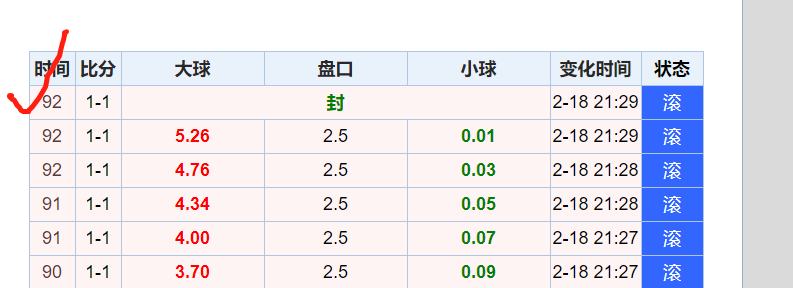 时间 比分 大球 盘口 小球 变化时间 状态
92 1-1 封 2-18 21:29 滚
92 1-1 5.26 2.5 0.01 2-18 21:29 滚
92 1-1 4.76 2.5 0.03 2-18 21:28 滚
91 1-1 4.34 2.5 0.05 2-18 21:28 滚
91 1-1 4.00 2.5 0.07 2-18 21:27 滚
90 1-1 3.70 2.5 0.09 2-18 21:27 滚